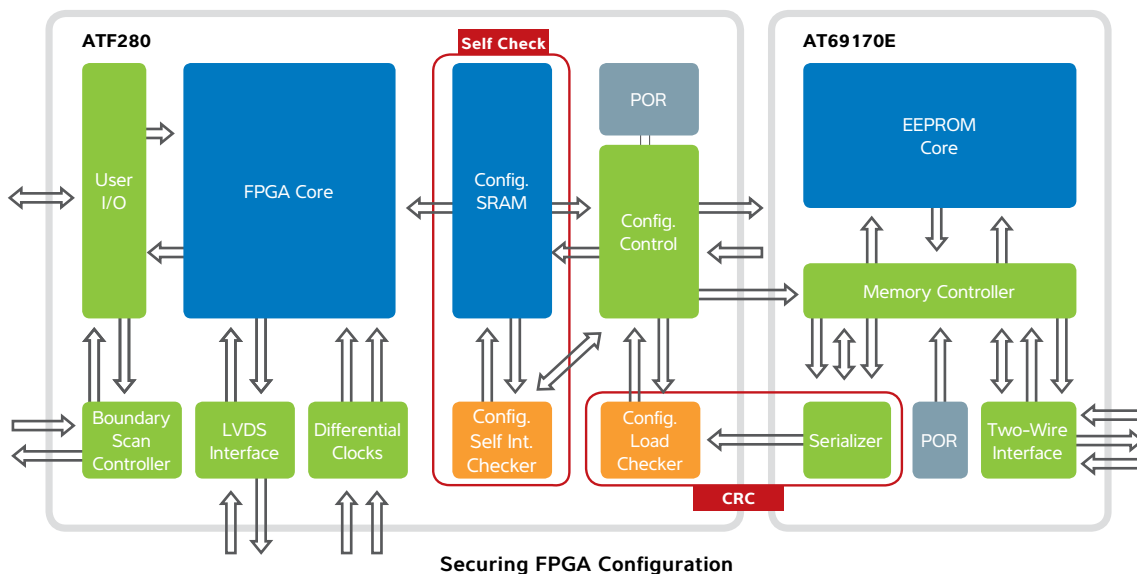 ATF280
Self Check
AT69170E
User
I/O
FPGA Core
Config.
SRAM
POR
Config.
Control
EEPROM
Core
Memory Controller
Boundary
Scan
Controller
LVDS
Interface
Differential
Clocks
Config.
Self Int.
Checker
Config.
Load
Checker
Serializer
POR
Two-Wire
Interface
CRC
Securing FPGA Configuration